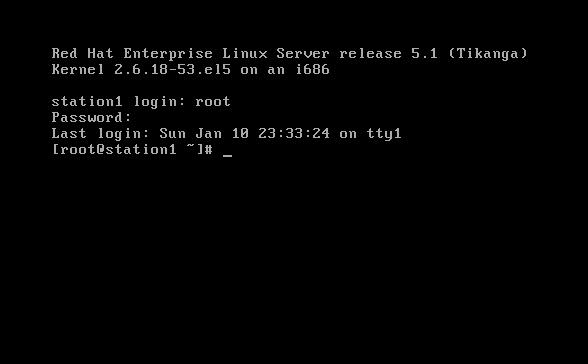 Red Hat Enterprise Linux Server release 5.1 (Tikanga)
Kernel 2.6.18-53.el5 on an i686
station1 login: root
Password:
Last login: Sun Jan 10 23:33:24 on tty1
[root@station1 ~]# _